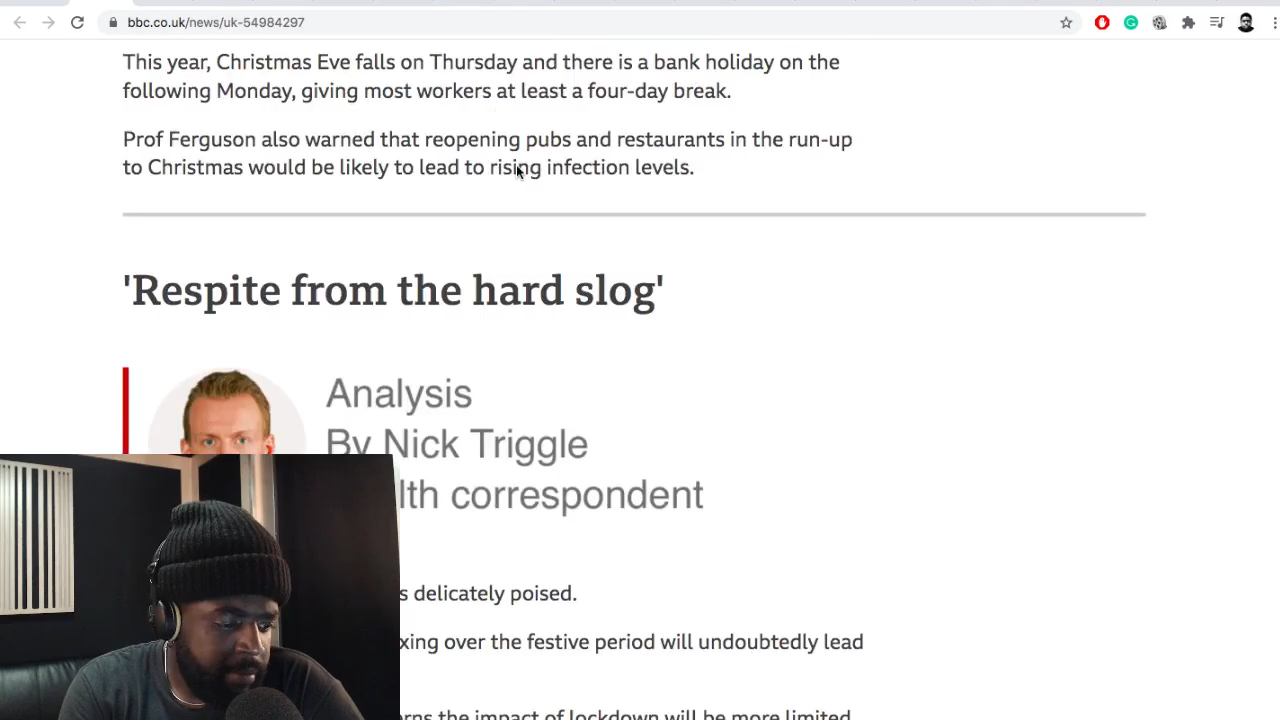 bbc.co.uk/news/uk-54984297
This year, Christmas Eve falls on Thursday and there is a bank holiday on the
following Monday, giving most workers at least a four-day break.
Prof Ferguson also warned that reopening pubs and restaurants in the run-up
to Christmas would be likely to lead to rising infection levels.
'Respite from the hard slog'
Analysis
By Nick Triggle
lth correspondent
s delicately poised.
xing over the festive period will undoubtedly lead
rns the impact of lockdown will be more limited